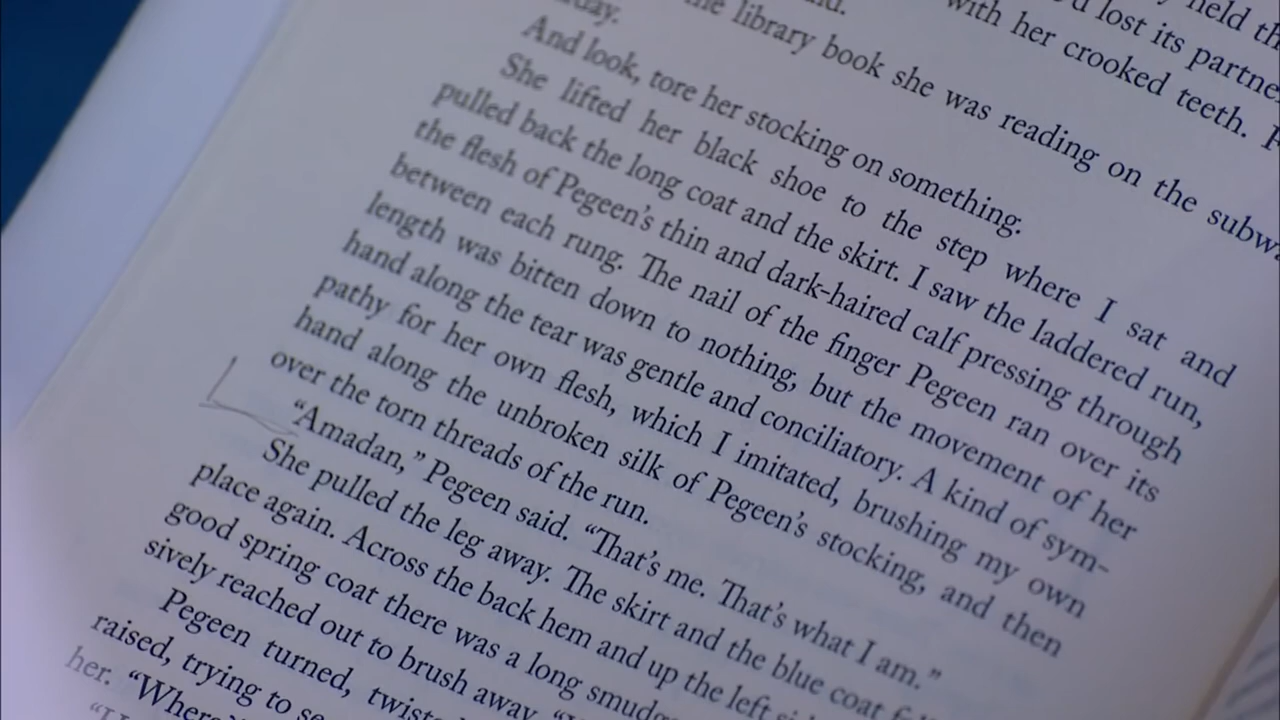 held
lost its partne
with her crooked teeth.
library book she was reading on the subw
And look, tore her stocking on something.
She lifted her black shoe to the step where I sat and
pulled back the long coat and the skirt. I saw the laddered run,
the flesh of Pegeen's thin and dark-haired calf pressing through
between each rung. The nail of the finger Pegeen ran over its
length was bitten down to nothing, but the movement of her
hand along the tear was gentle and conciliatory. A kind of sym-
pathy for her own flesh, which I imitated, brushing my own
hand along the unbroken silk of Pegeen's stocking, and then
over the torn threads of the run.
“Amadan,” Pegeen said. “That's me. That's what I am.”
She pulled the leg away. The skirt and the blue coat
place again. Across the back hem and up the left
good spring coat there was a long smudg
sively reached out to brush away.
Pegeen turned, twiste
raised, trying to se
her. “Where